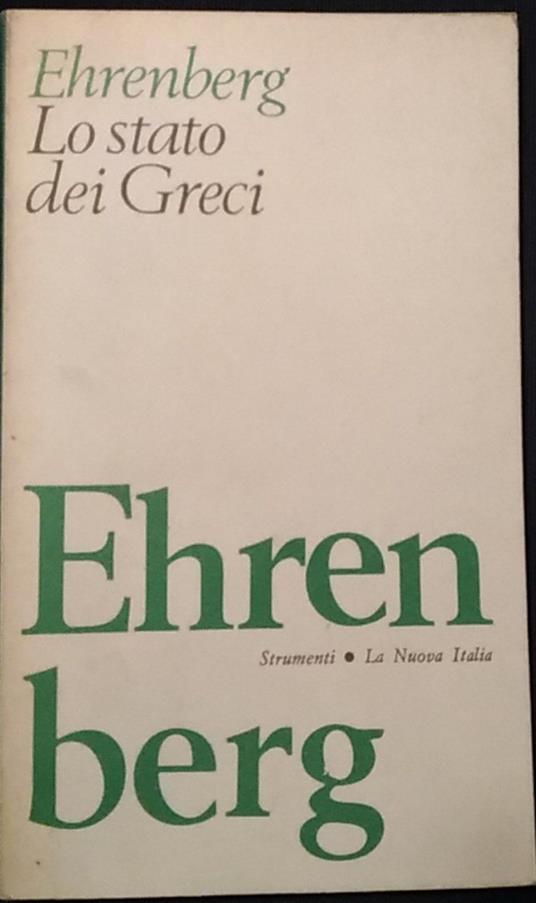 Ehrenberg
Lo stato
dei Greci
Ehren
Strumenti ● La Nuova Italia
berg